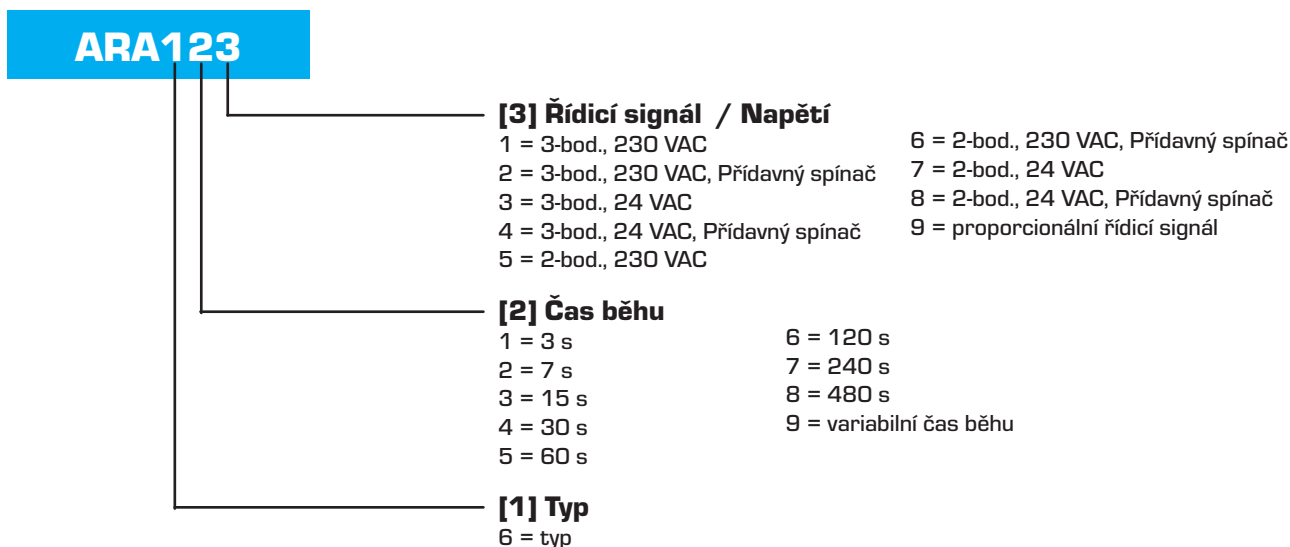 ARA123
[3] Řídicí signál / Napětí
1 = 3-bod., 230 VAC
2 = 3-bod., 230 VAC, Přídavný spínač
3 = 3-bod., 24 VAC
4 = 3-bod., 24 VAC, Přídavný spínač
5 = 2-bod., 230 VAC
6 = 2-bod., 230 VAC, Přídavný spínač
7 = 2-bod., 24 VAC
8 = 2-bod., 24 VAC, Přídavný spínač
9 = proporcionální řídicí signál
[2] Čas běhu
1 = 3 s
2 = 7 s
3 = 15 s
4 = 30 s
5 = 60 s
6 = 120 s
7 = 240 s
8 = 480 s
9 = variabilní čas běhu
[1] Typ
6 = typ